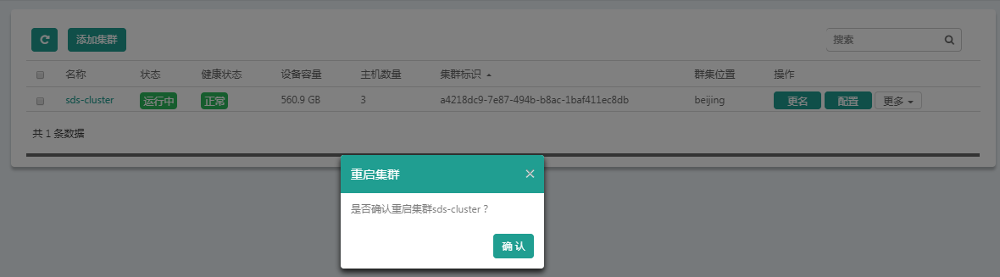 添加集群
搜索
名称 状态 健康状态 设备容量 主机数量 集群标识 群集位置 操作
sds-cluster 运行中 正常 560.9 GB 3 a4218dc9-7e87-494b-b8ac-1baf411ec8db beijing 更名 配置 更多
共 1 条数据
重启集群
是否确认重启集群sds-cluster？
确 认